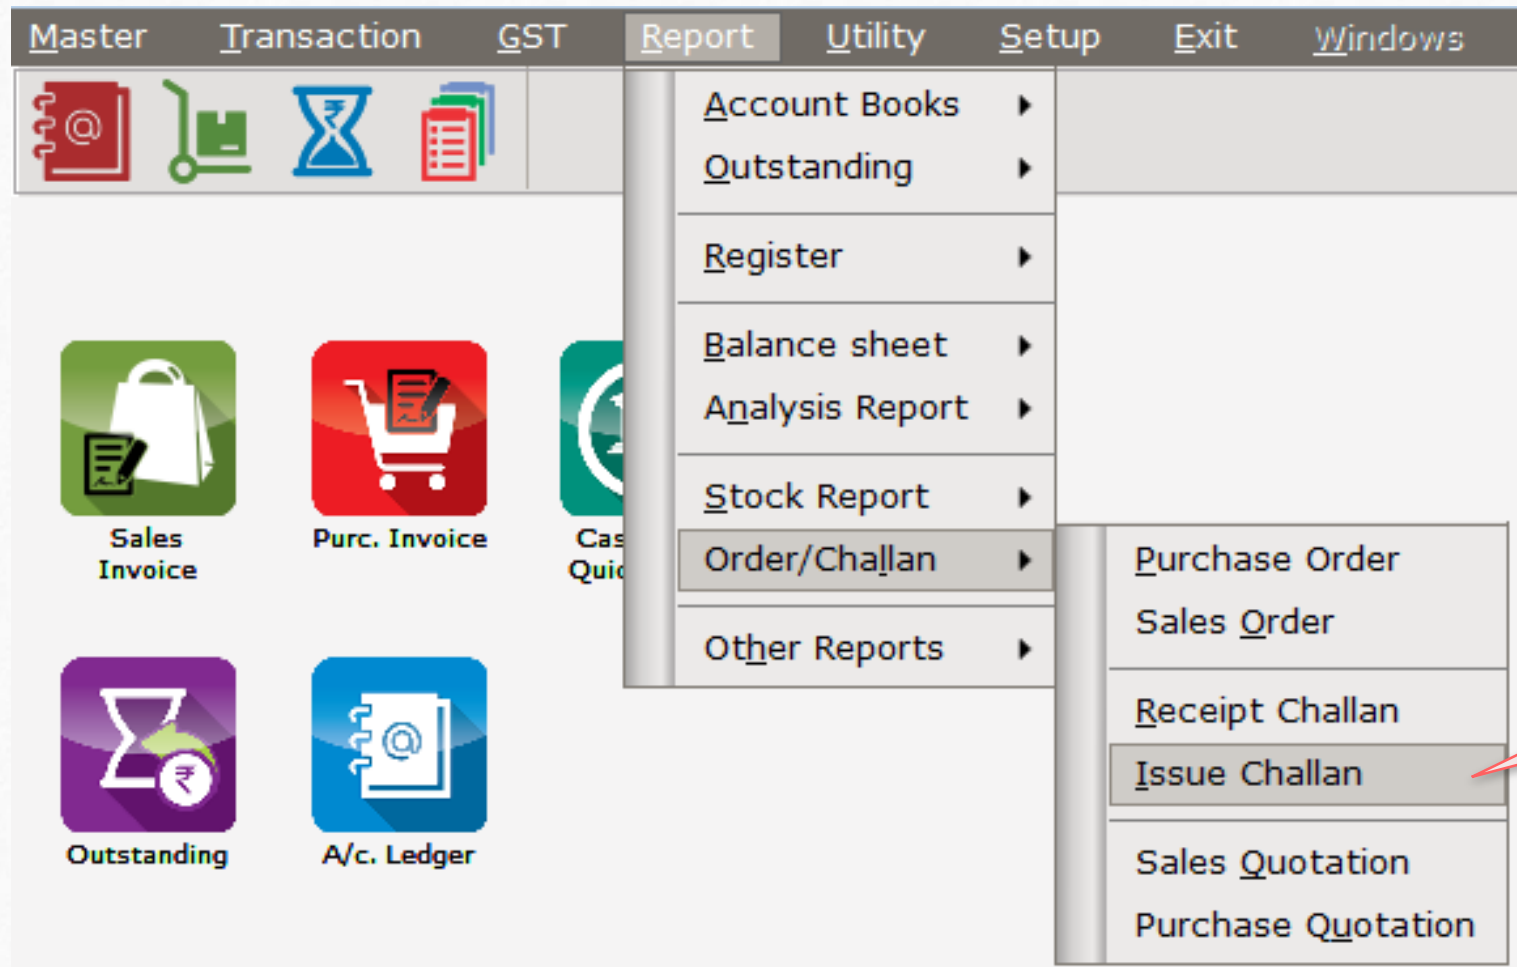 Master Transaction GST Report Utility Setup Exit Windows
Account Books
Outstanding
Register
Balance sheet
Analysis Report
Stock Report
Order/Challan
Other Reports
Purchase Order
Sales Order
Receipt Challan
Issue Challan
Sales Quotation
Purchase Quotation
Sales
Invoice
Purc. Invoice
Outstanding
A/c. Ledger